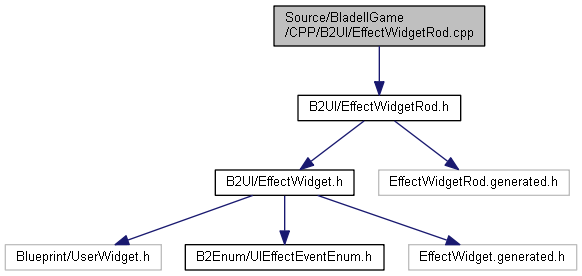 Source/BladeIIGame
/CPP/B2UI/EffectWidgetRod.cpp
B2UI/EffectWidgetRod.h
B2UI/EffectWidget.h
EffectWidgetRod.generated.h
Blueprint/UserWidget.h
B2Enum/UIEffectEventEnum.h
EffectWidget.generated.h